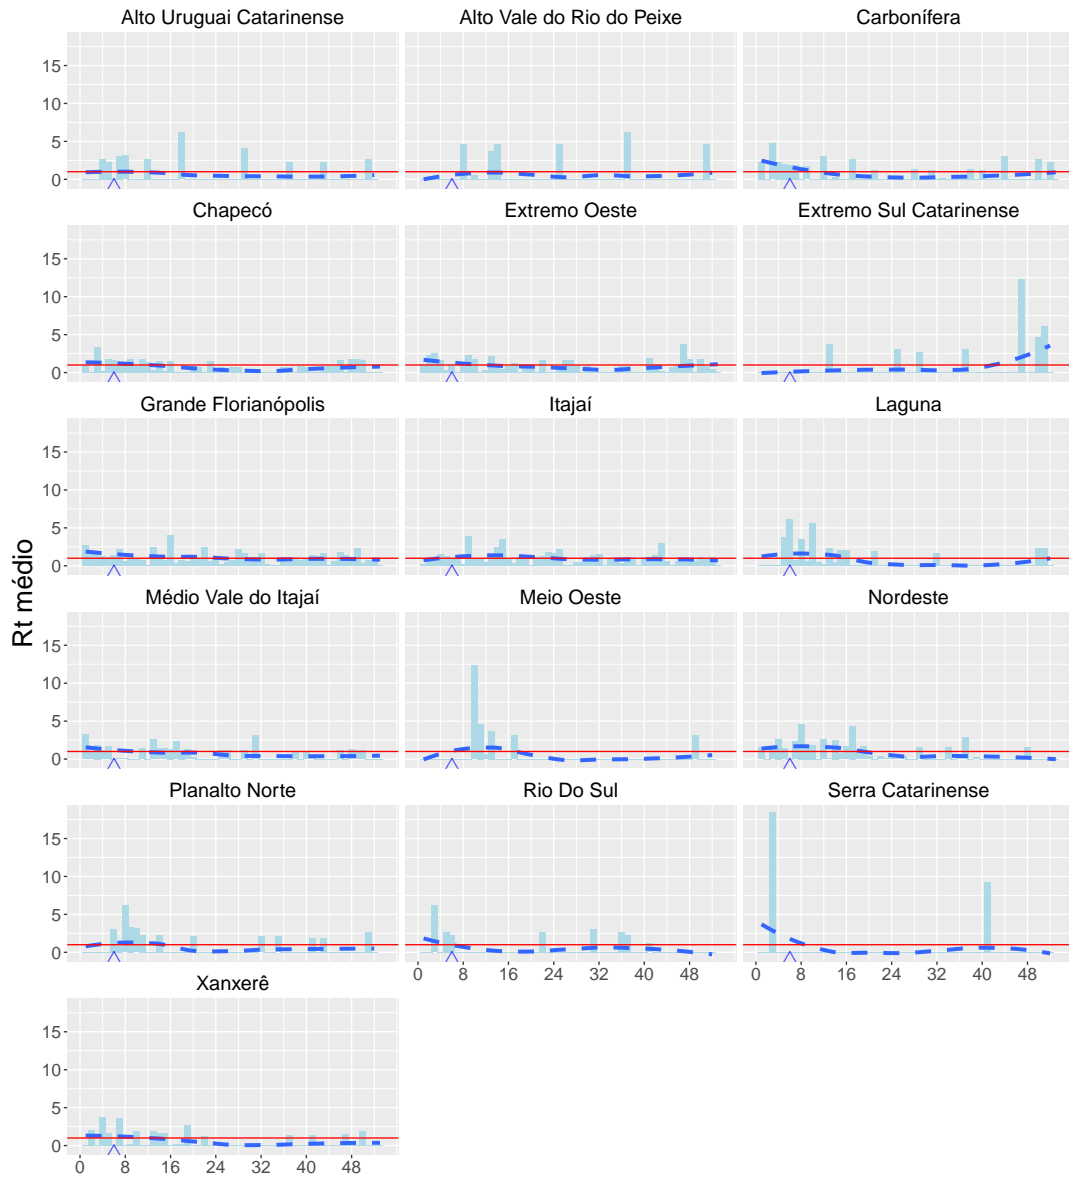 Alto Uruguai Catarinense Alto Vale do Rio do Peixe Carbonífera
15
10
5
0
Chapecó Extremo Oeste Extremo Sul Catarinense
15
10
5
0
Grande Florianópolis Itajaí Laguna
15
10
5
0
Rt médio
Médio Vale do Itajaí Meio Oeste Nordeste
15
10
5
0
Planalto Norte Rio Do Sul Serra Catarinense
15
10
5
0
0 8 16 24 32 40 48 0 8 16 24 32 40 48
Xanxerê
15
10
5
0
0 8 16 24 32 40 48